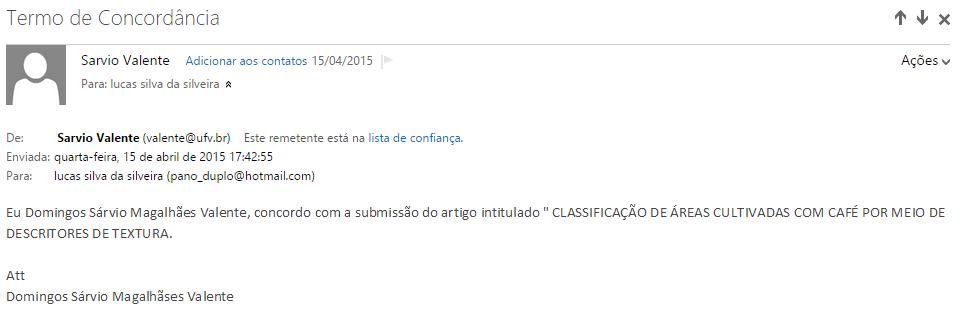 Termo de Concordância
Sarvio Valente Adicionar aos contatos 15/04/2015
Ações
Para: lucas silva da silveira
De: Sarvio Valente (valente@ufv.br) Este remetente está na lista de confiança.
Enviada: quarta-feira, 15 de abril de 2015 17:42:55
Para: lucas silva da silveira (pano_duplo@hotmail.com)
Eu Domingos Sárvio Magalhães Valente, concordo com a submissão do artigo intitulado " CLASSIFICAÇÃO DE ÁREAS CULTIVADAS COM CAFÉ POR MEIO DE
DESCRITORES DE TEXTURA.
Att
Domingos Sárvio Magalhãses Valente